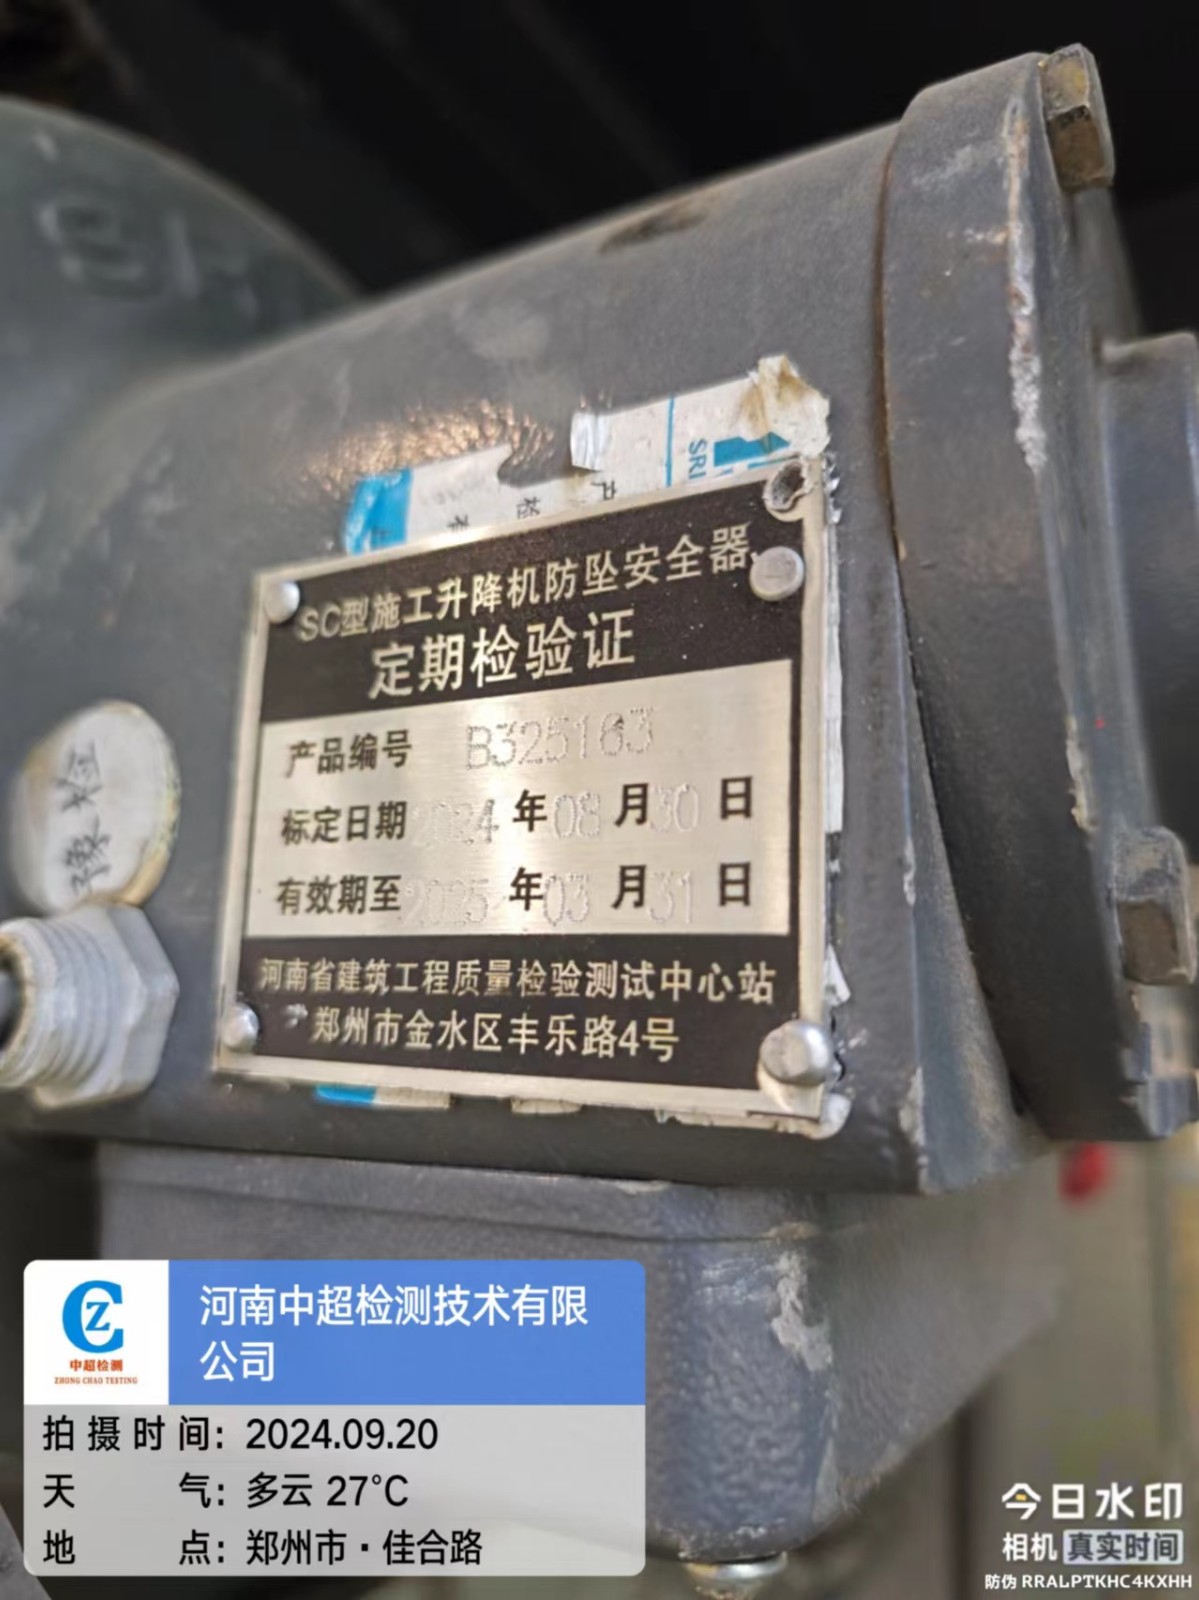 SRI
SC型施工升降机防坠安全器
定期检验证
产品编号 B325163
标定日期 2024 年 08 月 30 日
有效期至 2025 年 03 月 31 日
河南省建筑工程质量检验测试中心站
郑州市金水区丰乐路4号
豫检
CZ
中超检测
ZHONG CHAO TESTING
河南中超检测技术有限
公司
拍摄时间: 2024.09.20
天气: 多云 27°C
地点: 郑州市·佳合路
今日水印
相机 真实时间
防伪 RRALPTKHC4KXHH